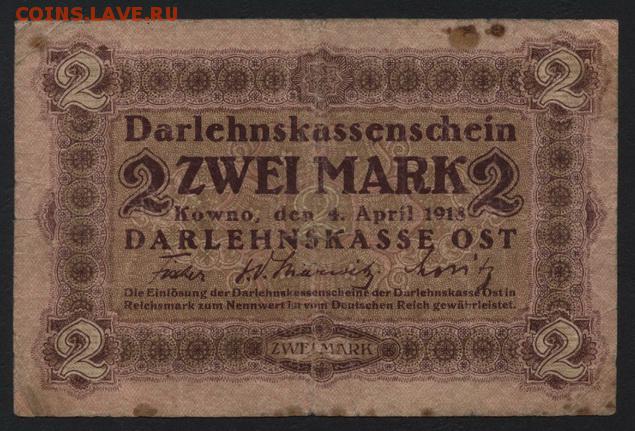 COINS.LAVE.RU
2 2
Darlehnskassenschein
2 ZWEI MARK 2
Kowno, den 4. April 1918
DARLEHNSKASSE OST
Die Einlösung der Darlehnskassenscheine der Darlehnskasse Ost in
Reichsmark zum Nennwert ist vom Deutschen Reich gewährleistet.
2 ZWEI MARK 2